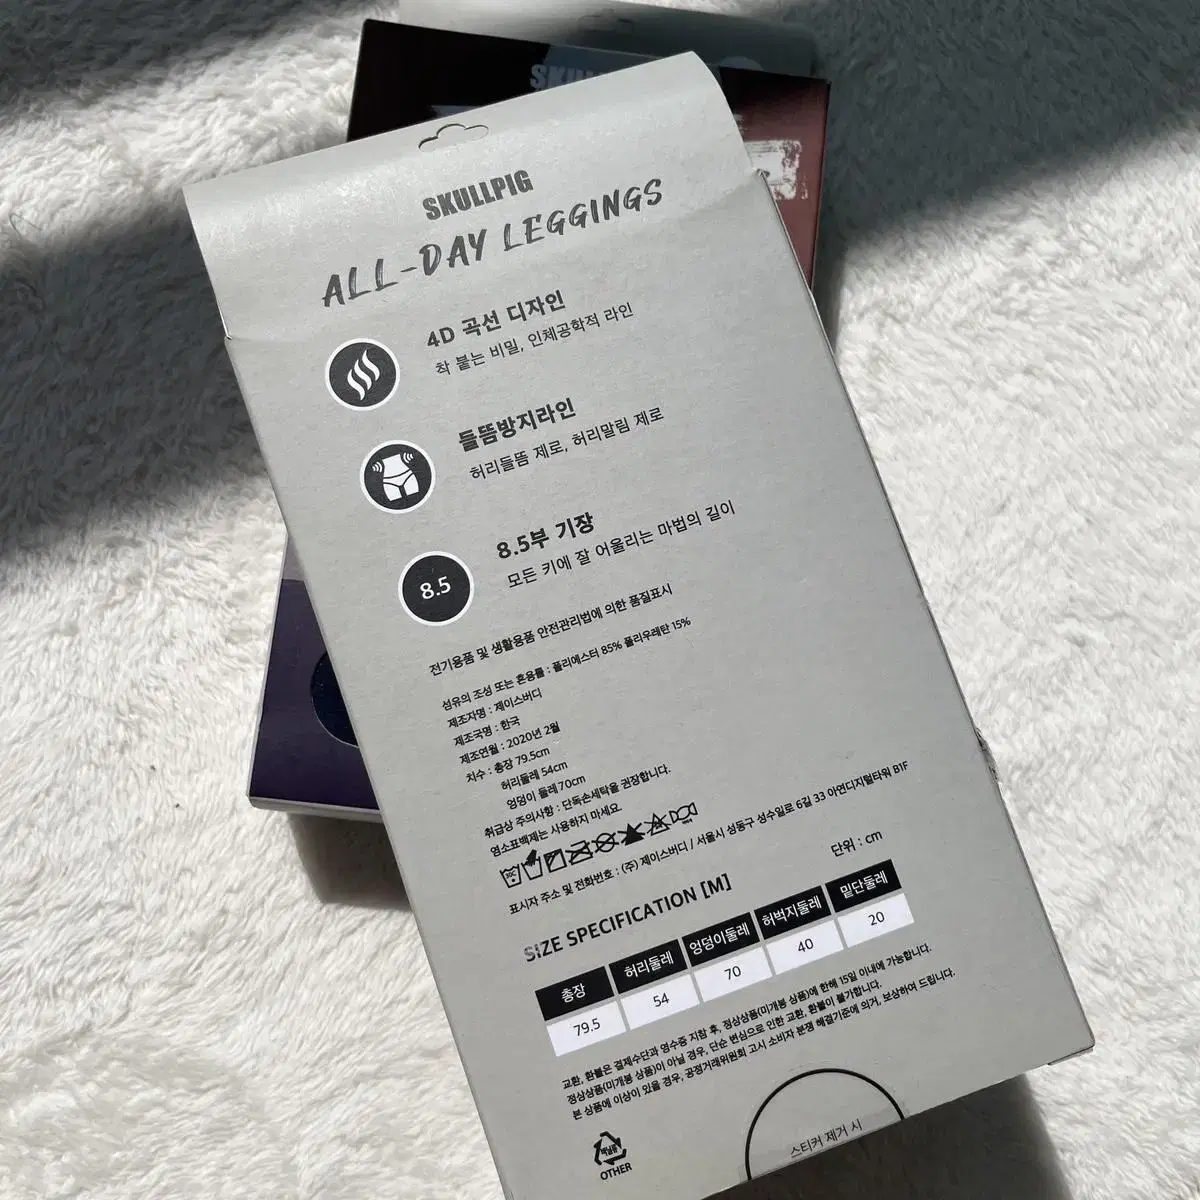 SKULLPIG
ALL-DAY LEGGINGS
4D 곡선 디자인
착 붙는 비밀, 인체공학적 라인
들뜸방지라인
허리들뜸 제로, 허리말림 제로
8.5
8.5부 기장
모든 키에 잘 어울리는 마법의 길이
전기용품 및 생활용품 안전관리법에 의한 품질표시
섬유의 조성 또는 혼용률 : 폴리에스터 85% 폴리우레탄 15%
제조자명 : 제이스버디
제조국명 : 한국
제조연월 : 2020년 2월
치수 : 총장 79.5cm
허리둘레 54cm
엉덩이 둘레 70cm
취급상 주의사항 : 단독손세탁을 권장합니다.
염소표백제는 사용하지 마세요.
30C
표시자 주소 및 전화번호 : (주) 제이스버디 / 서울시 성동구 성수일로 6길 33 아연디지털타워 B1F
단위 : cm
SIZE SPECIFICATION [M]
총장 허리둘레 엉덩이둘레 허벅지둘레 밑단둘레
79.5 54 70 40 20
교환, 환불은 결제수단과 영수증 지참 후, 정상상품(미개봉 상품)에 한해 15일 이내에 가능합니다.
정상상품(미개봉 상품)이 아닐 경우, 단순 변심으로 인한 교환, 환불이 불가합니다.
본 상품에 이상이 있을 경우, 공정거래위원회 고시 소비자 분쟁 해결기준에 의거, 보상하여 드립니다.
OTHER
스티커 제거 시